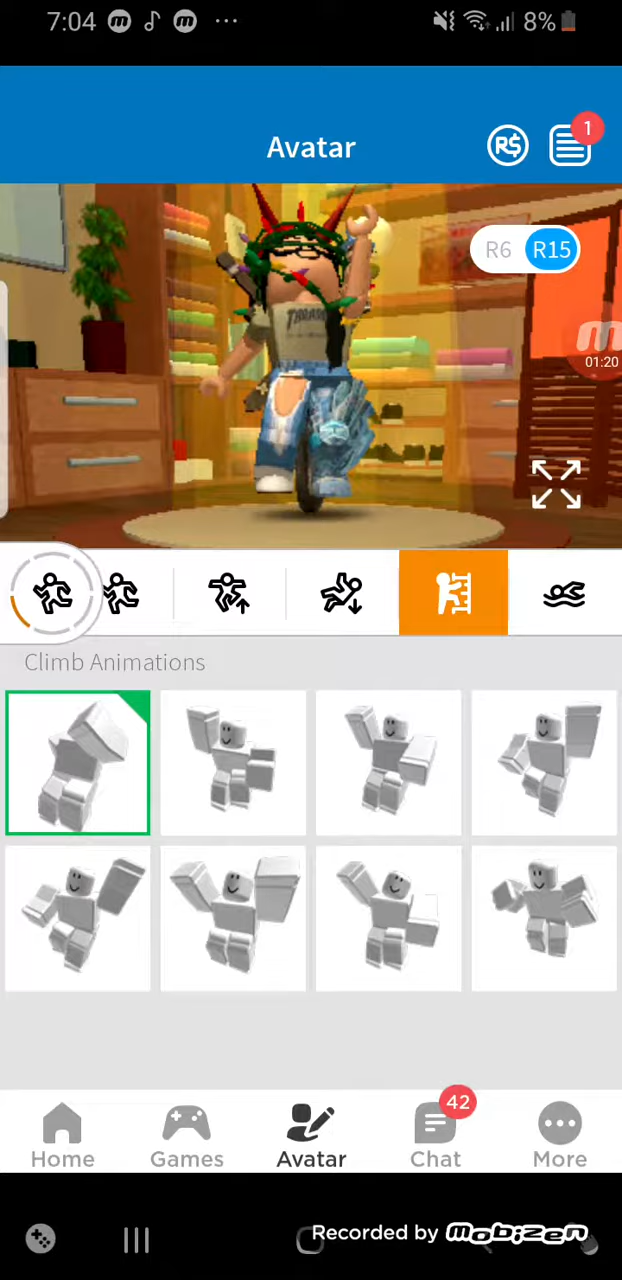 7:04
8%
Avatar
R$
1
R6 R15
01:20
Climb Animations
42
Home Games Avatar Chat More
Recorded by mobizen